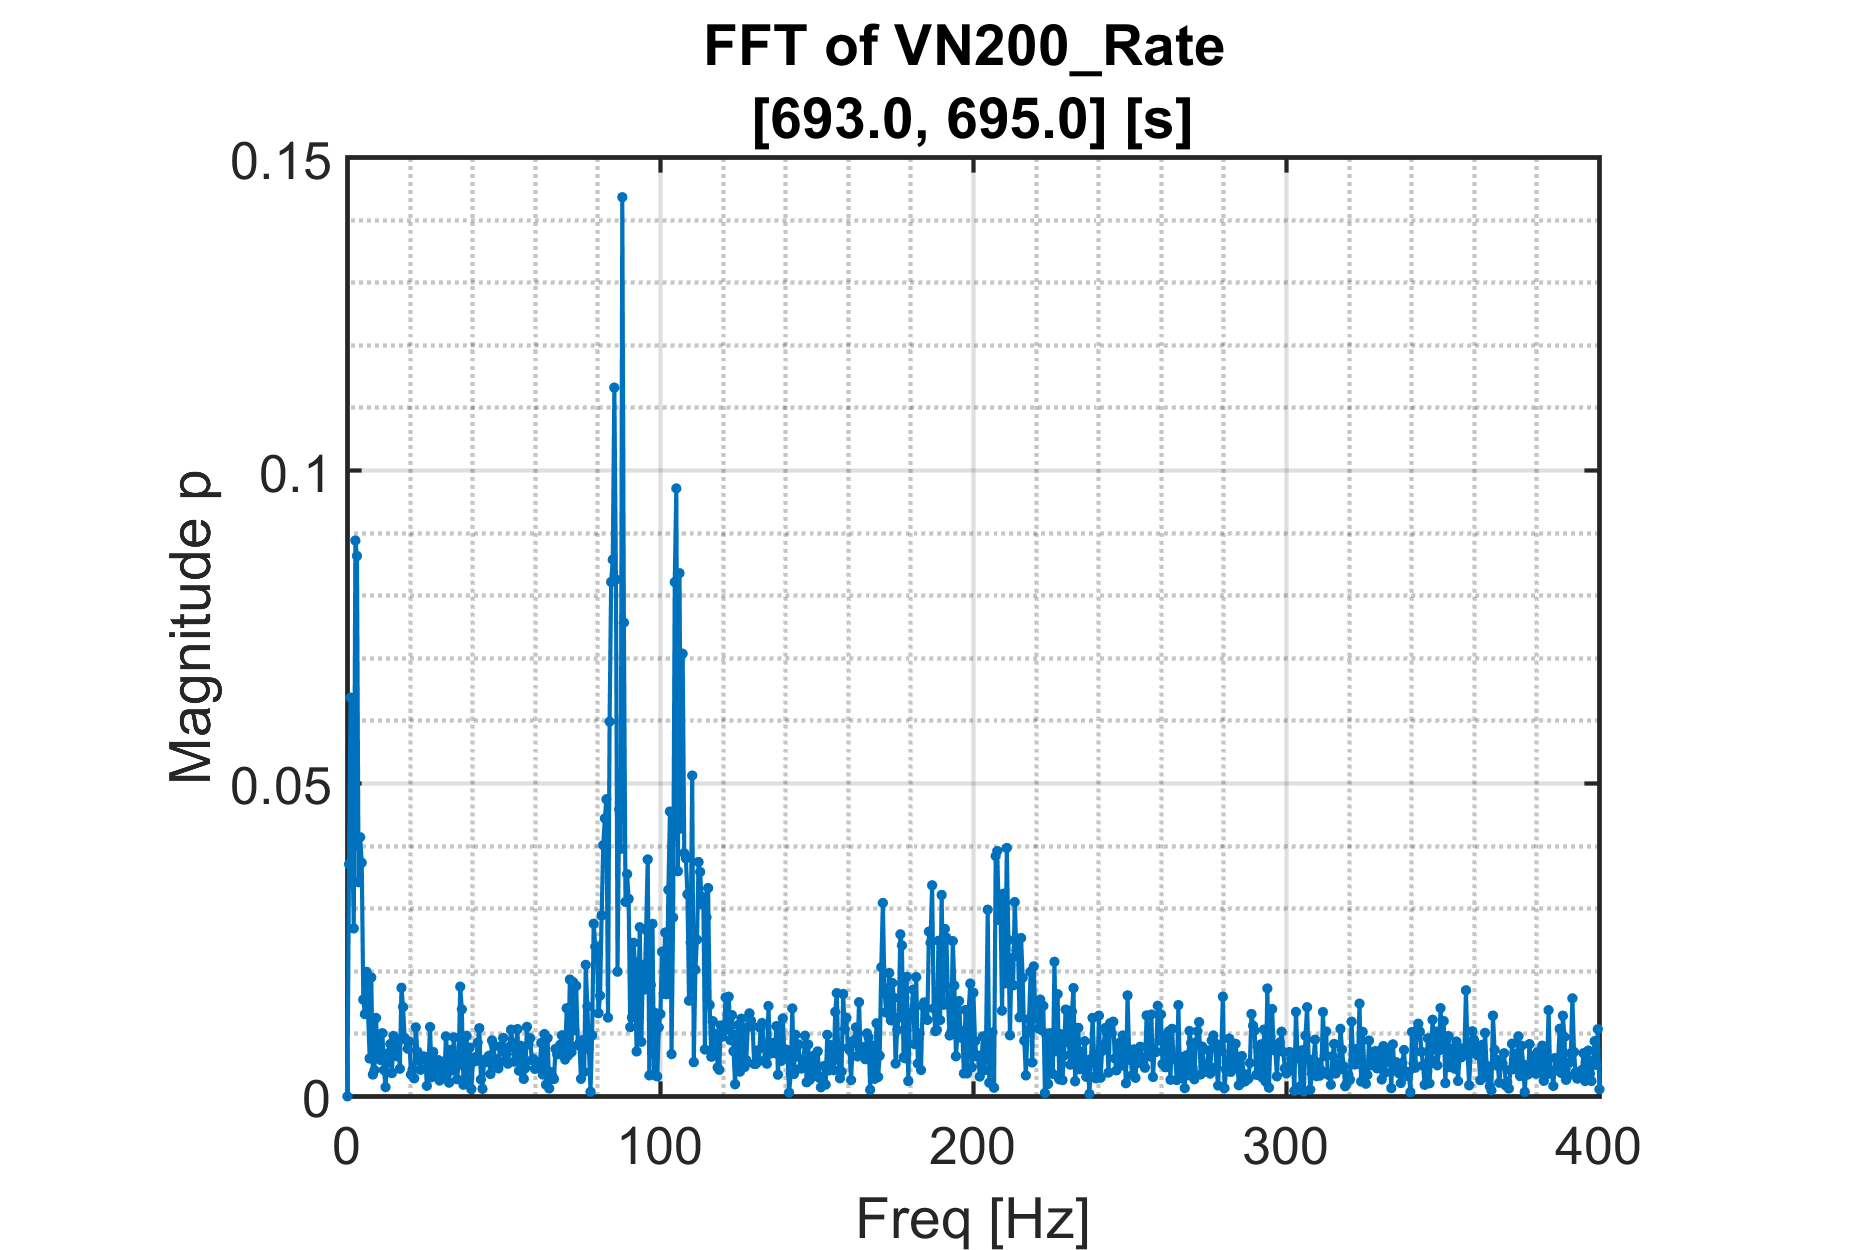 FFT of VN200_Rate
[693.0, 695.0] [s]
0.15
0.1
0.05
0
Magnitude p
0 100 200 300 400
Freq [Hz]